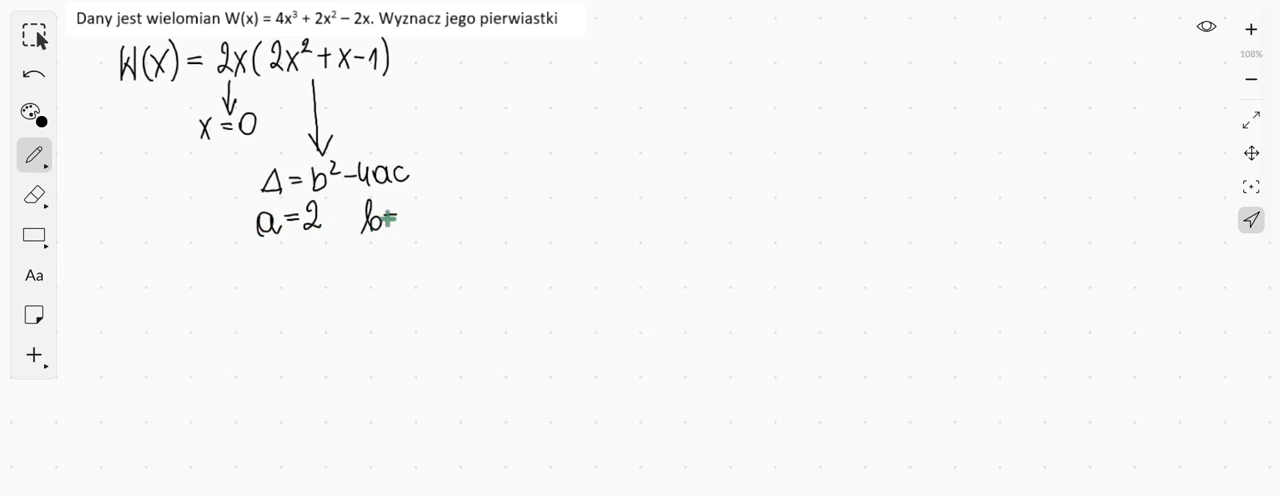 Dany jest wielomian W(x) = 4x³ + 2x² – 2x. Wyznacz jego pierwiastki
W(x) = 2x(2x² + x - 1)
x = 0
Δ = b² - 4ac
a = 2 b =
108%
Aa